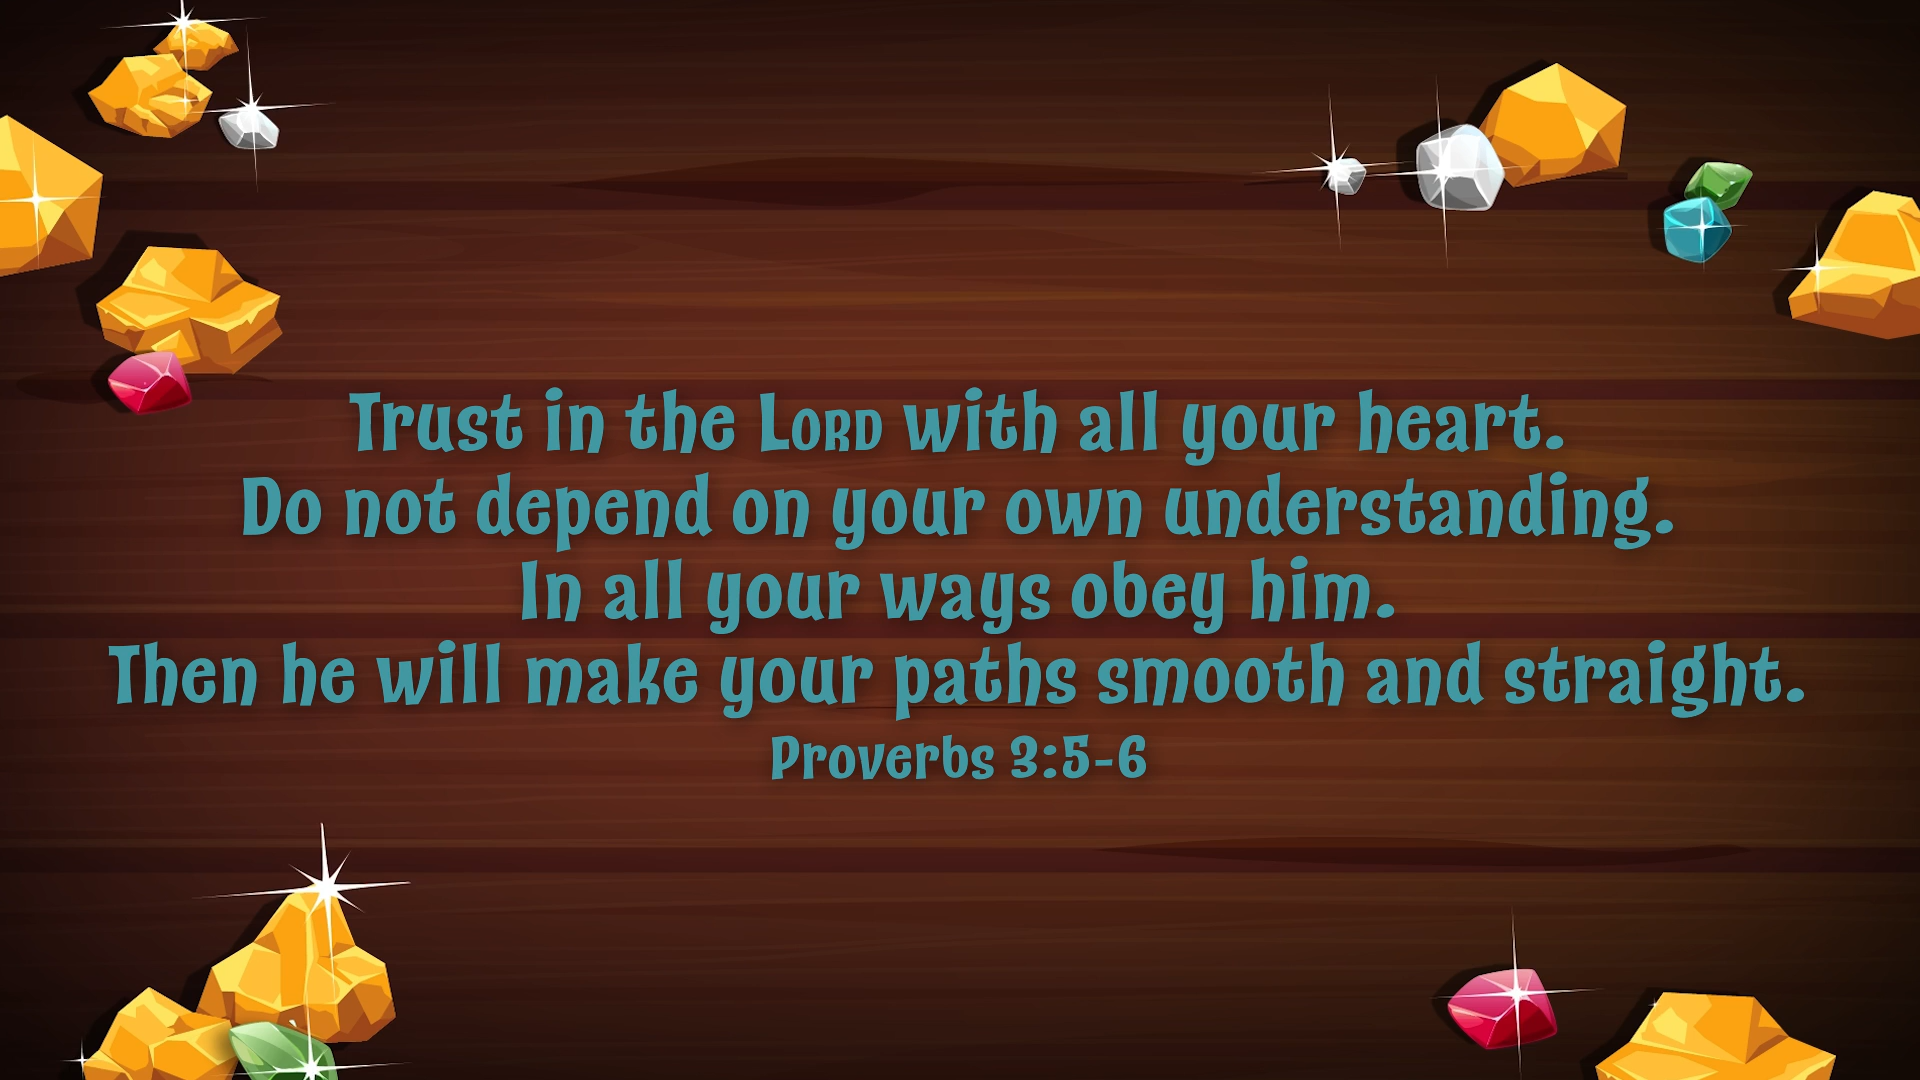 Trust in the LORD with all your heart.
Do not depend on your own understanding.
In all your ways obey him.
Then he will make your paths smooth and straight.
Proverbs 3:5-6